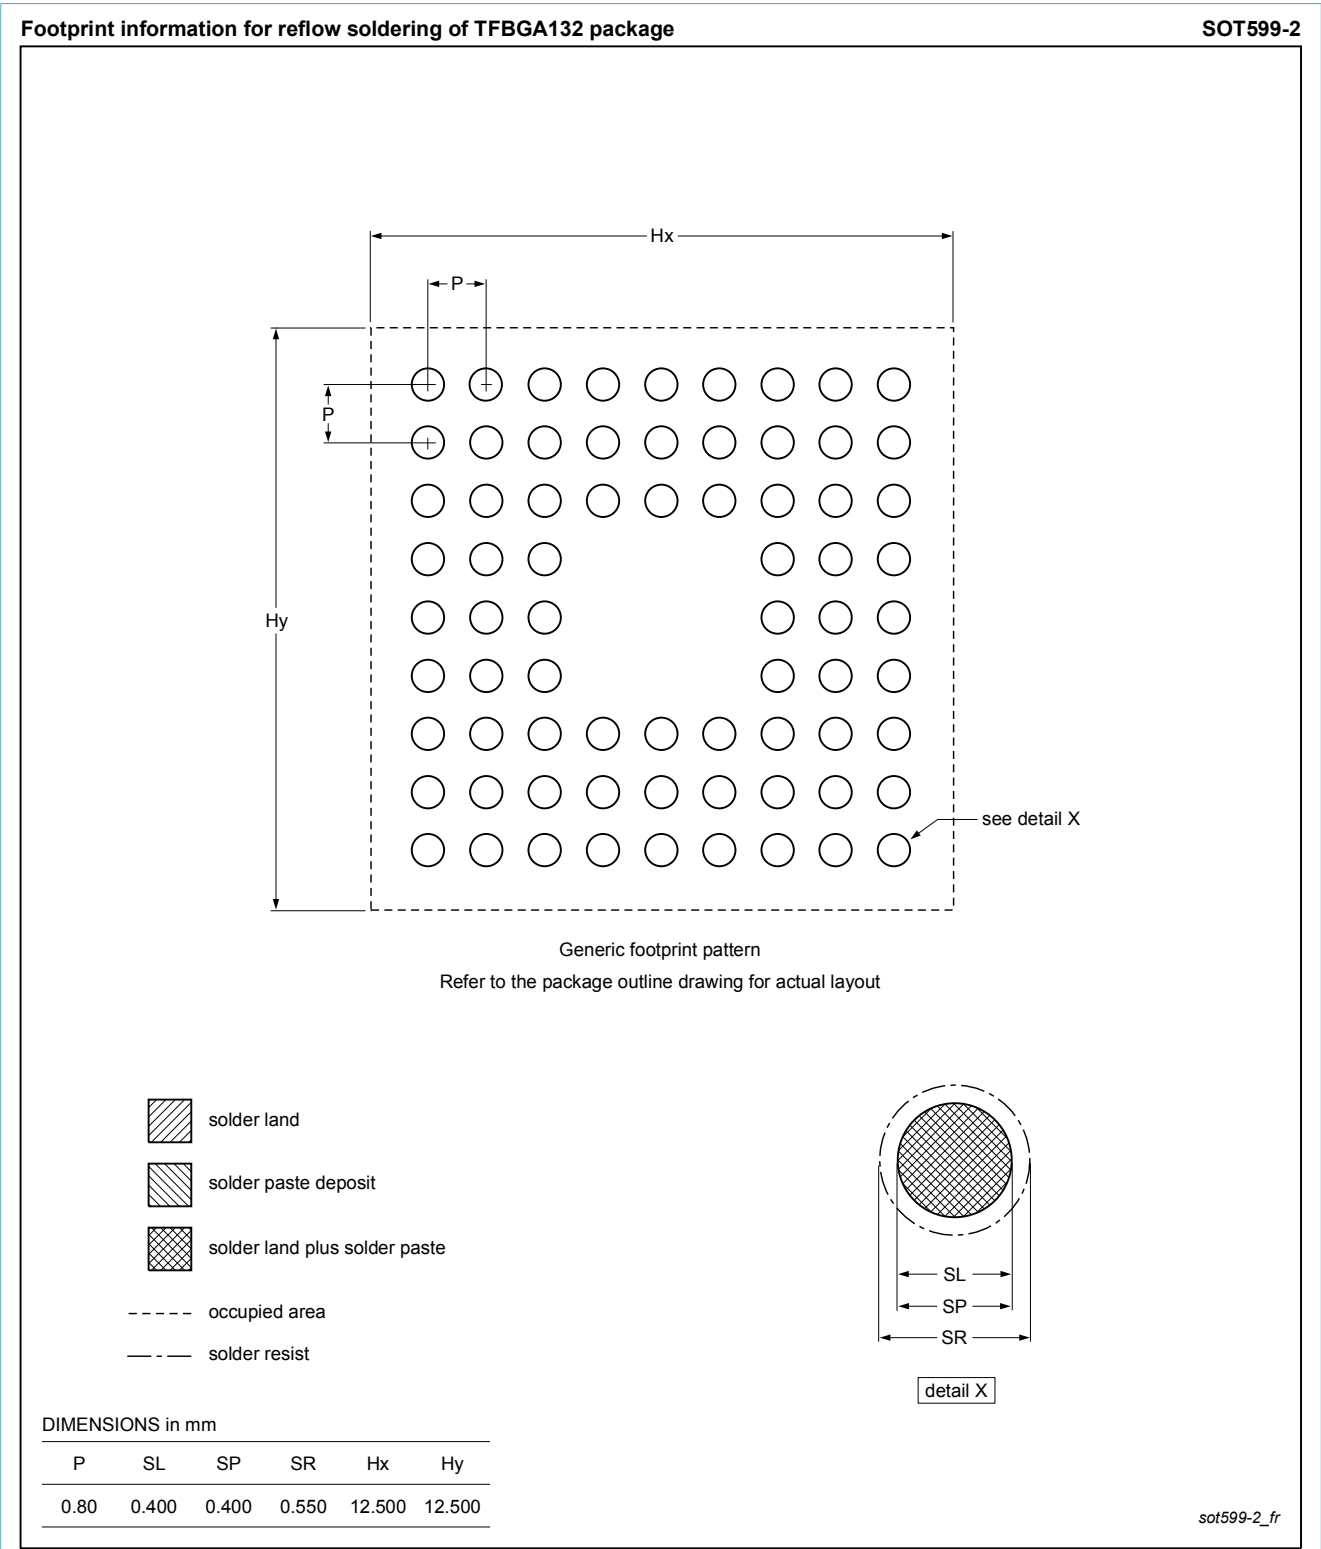 Footprint information for reflow soldering of TFBGA132 package SOT599-2
Hx
P
P
Hy
see detail X
Generic footprint pattern
Refer to the package outline drawing for actual layout
solder land
solder paste deposit
solder land plus solder paste
occupied area
solder resist
SL
SP
SR
detail X
DIMENSIONS in mm
P SL SP SR Hx Hy
0.80 0.400 0.400 0.550 12.500 12.500
sot599-2_fr